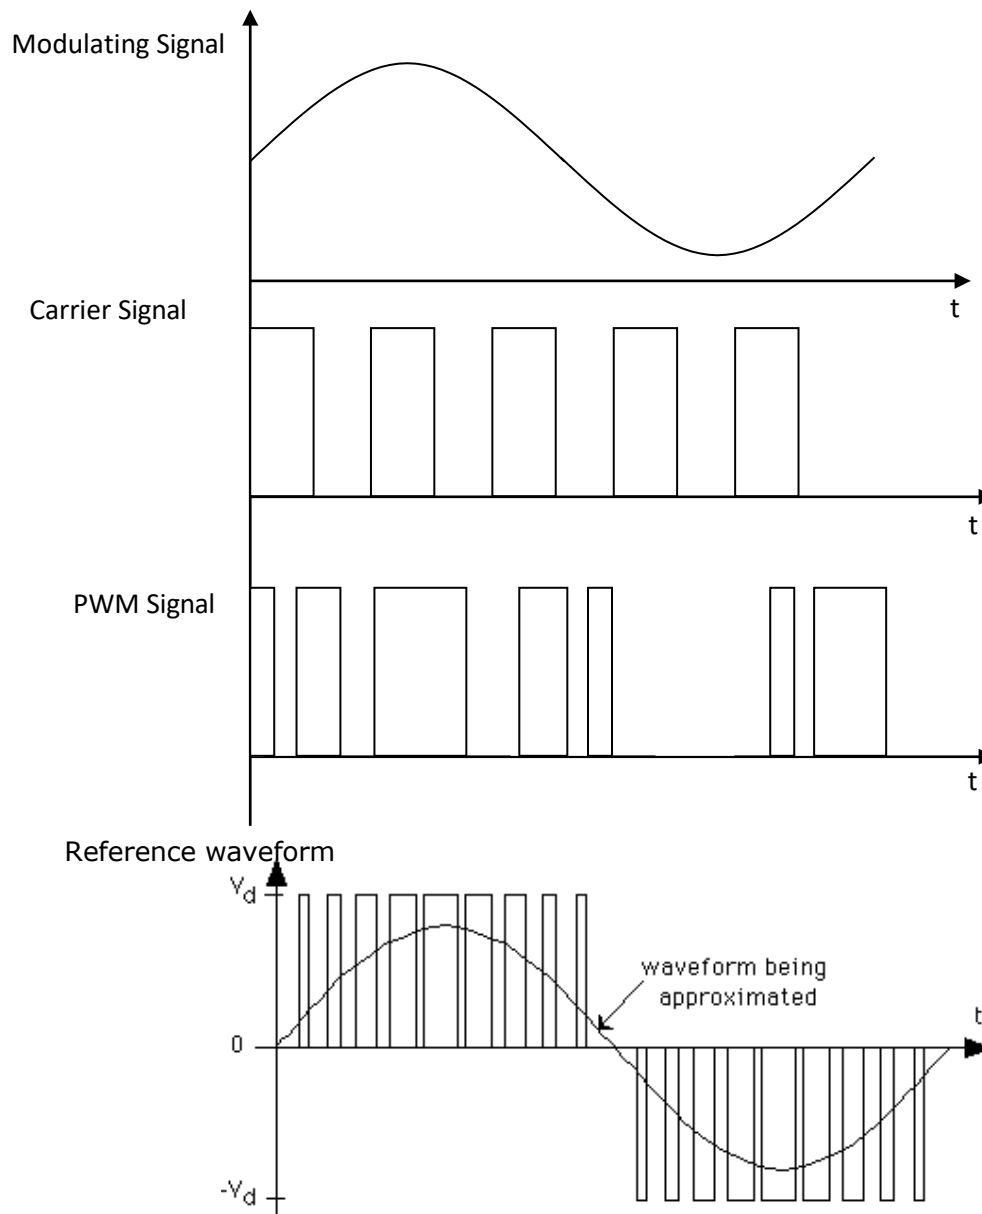 Modulating Signal
t
Carrier Signal
t
PWM Signal
t
Reference waveform
Vd
waveform being
approximated
t
0
-Vd